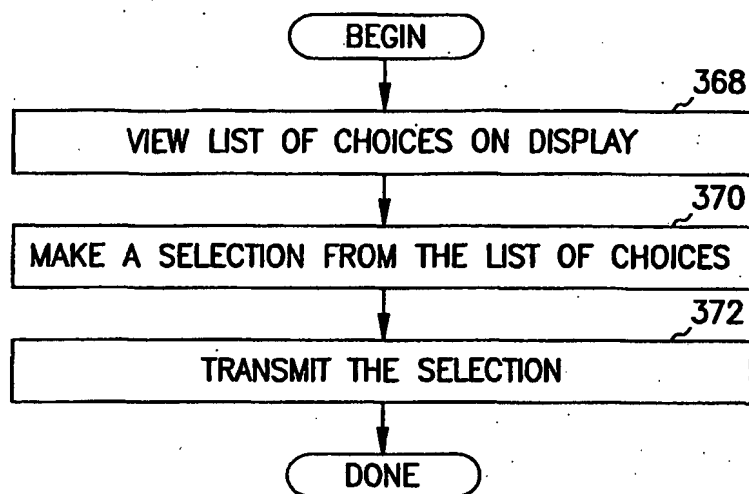 BEGIN
368
VIEW LIST OF CHOICES ON DISPLAY
370
MAKE A SELECTION FROM THE LIST OF CHOICES
372
TRANSMIT THE SELECTION
DONE